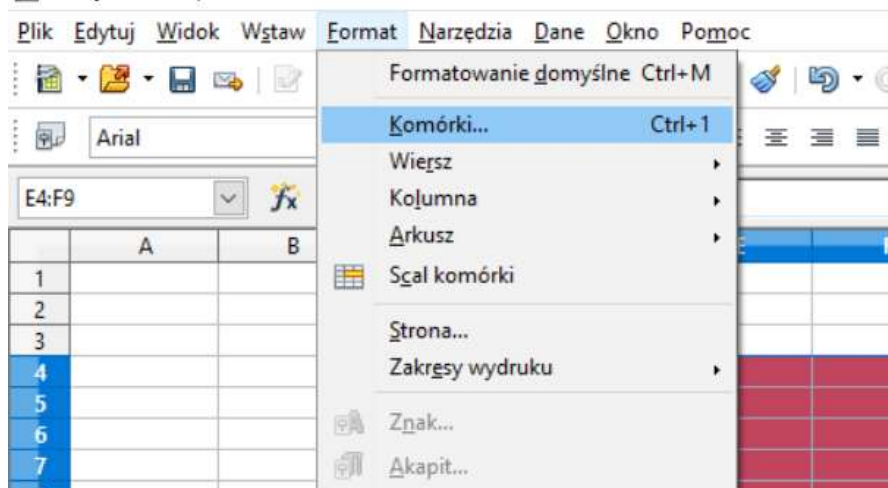 Plik Edytuj Widok Wstaw Format Narzędzia Dane Okno Pomoc
Formatowanie domyślne Ctrl+M
Komórki... Ctrl+1
Arial
Wiersz
E4:F9 fx Kolumna
Arkusz
A B E
Scal komórki
1
2
3
Strona...
Zakresy wydruku
4
5
6
7
Znak...
Akapit...